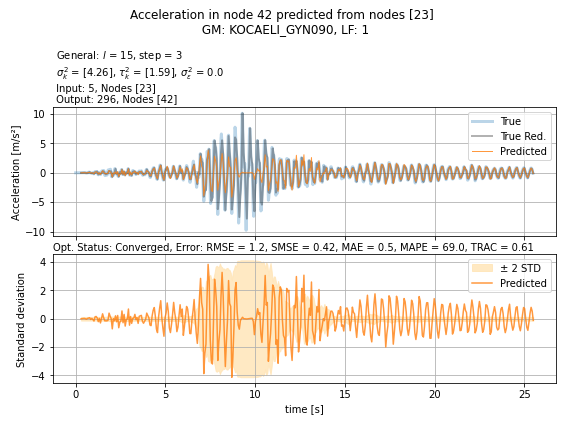 Acceleration in node 42 predicted from nodes [23]
GM: KOCAELI_GYN090, LF: 1
General: l = 15, step = 3
σ²ₖ = [4.26], τ²ₖ = [1.59], σ²ε = 0.0
Input: 5, Nodes [23]
Output: 296, Nodes [42]
10
5
0
−5
−10
Acceleration [m/s²]
True
True Red.
Predicted
Opt. Status: Converged, Error: RMSE = 1.2, SMSE = 0.42, MAE = 0.5, MAPE = 69.0, TRAC = 0.61
4
2
0
−2
−4
Standard deviation
± 2 STD
Predicted
0
5
10
15
20
25
time [s]